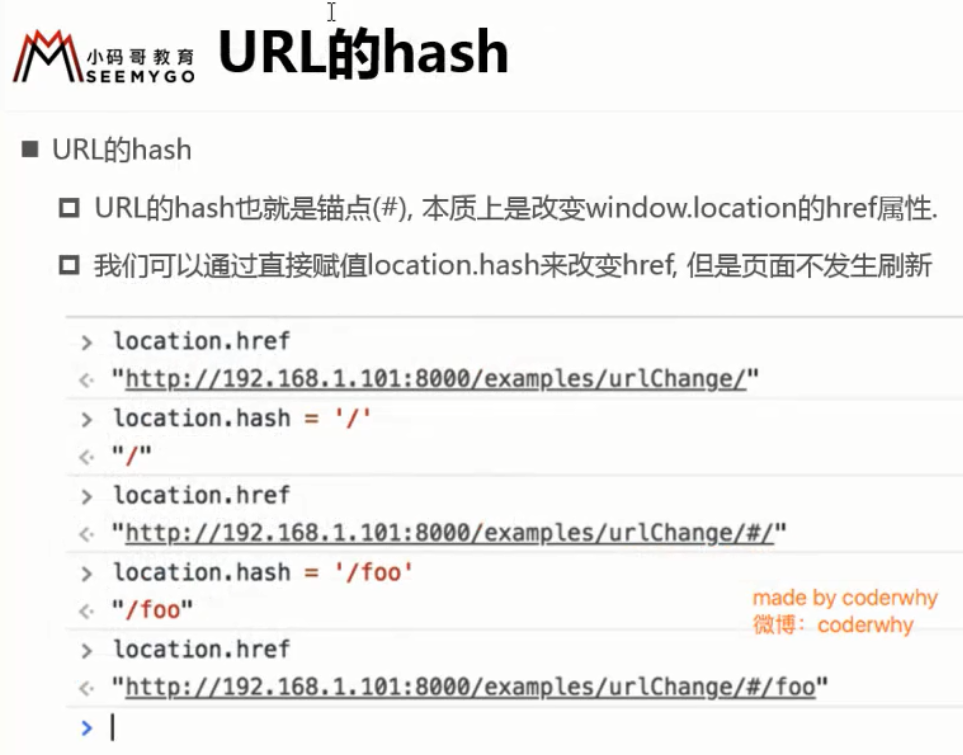 小码哥教育
SEEMYGO
URL的hash
URL的hash
URL的hash也就是锚点(#), 本质上是改变window.location的href属性.
我们可以通过直接赋值location.hash来改变href, 但是页面不发生刷新
> location.href
"http://192.168.1.101:8000/examples/urlChange/"
> location.hash = '/'
"/"
> location.href
"http://192.168.1.101:8000/examples/urlChange/#/"
> location.hash = '/foo'
"/foo"
> location.href
"http://192.168.1.101:8000/examples/urlChange/#/foo"
>
made by coderwhy
微博：coderwhy